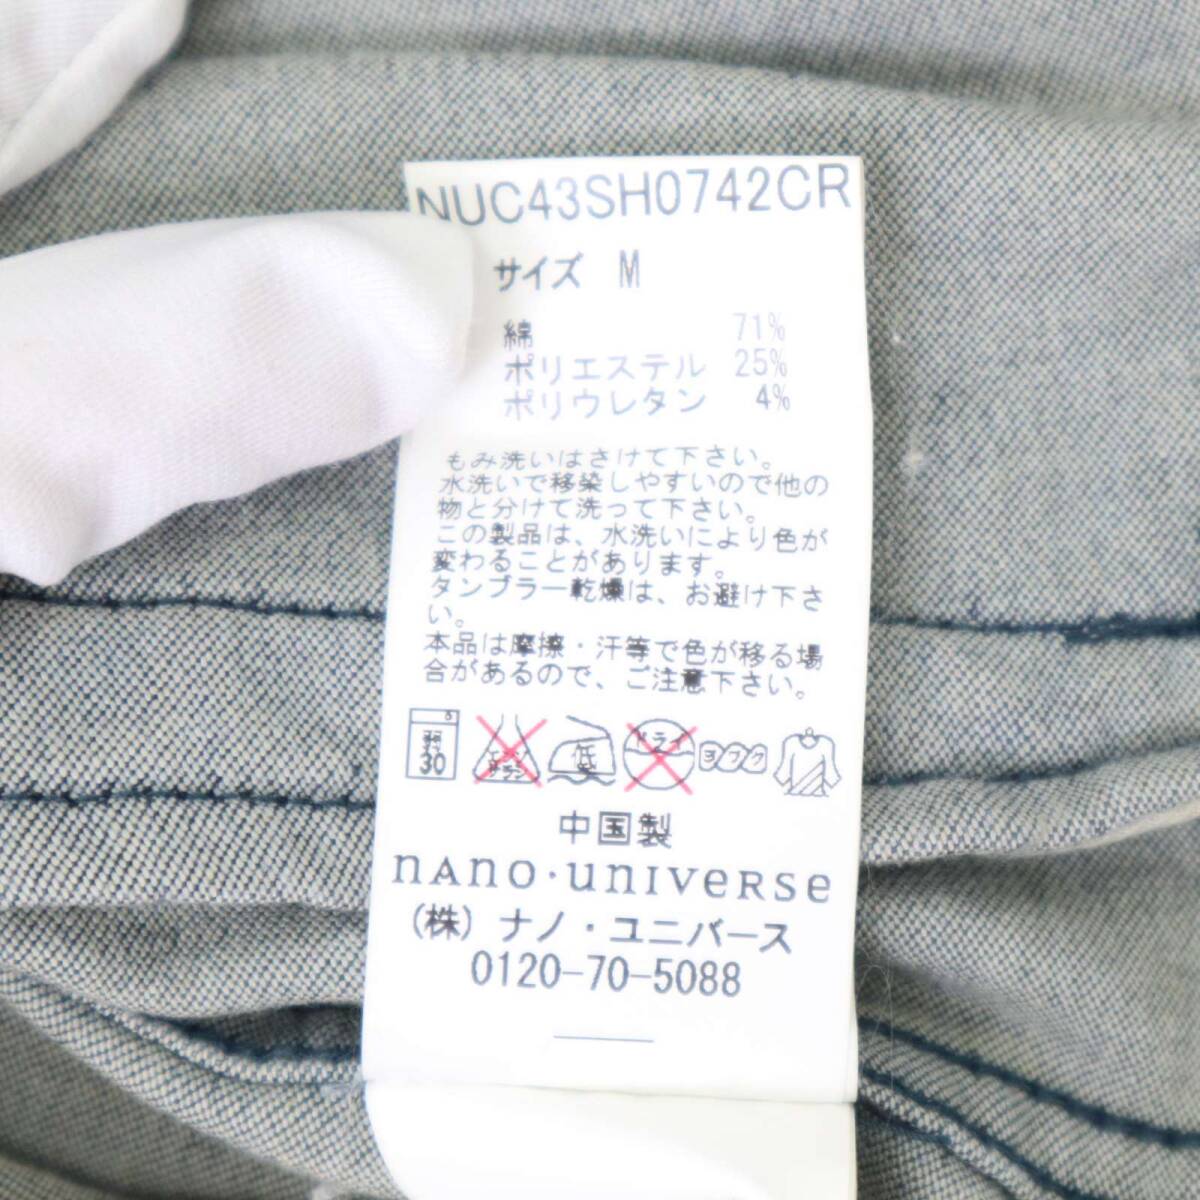 NUC43SH0742CR
サイズ M
綿 71%
ポリエステル 25%
ポリウレタン 4%
もみ洗いはさけて下さい。
水洗いで移染しやすいので他の
物と分けて洗って下さい。
この製品は、水洗いにより色が
変わることがあります。
タンブラー乾燥は、お避け下さ
い。
本品は摩擦・汗等で色が移る場
合があるので、ご注意下さい。
弱 30 エンソ サラシ 低 ドライ ヨワク
中国製
nano・universe
(株) ナノ・ユニバース
0120-70-5088